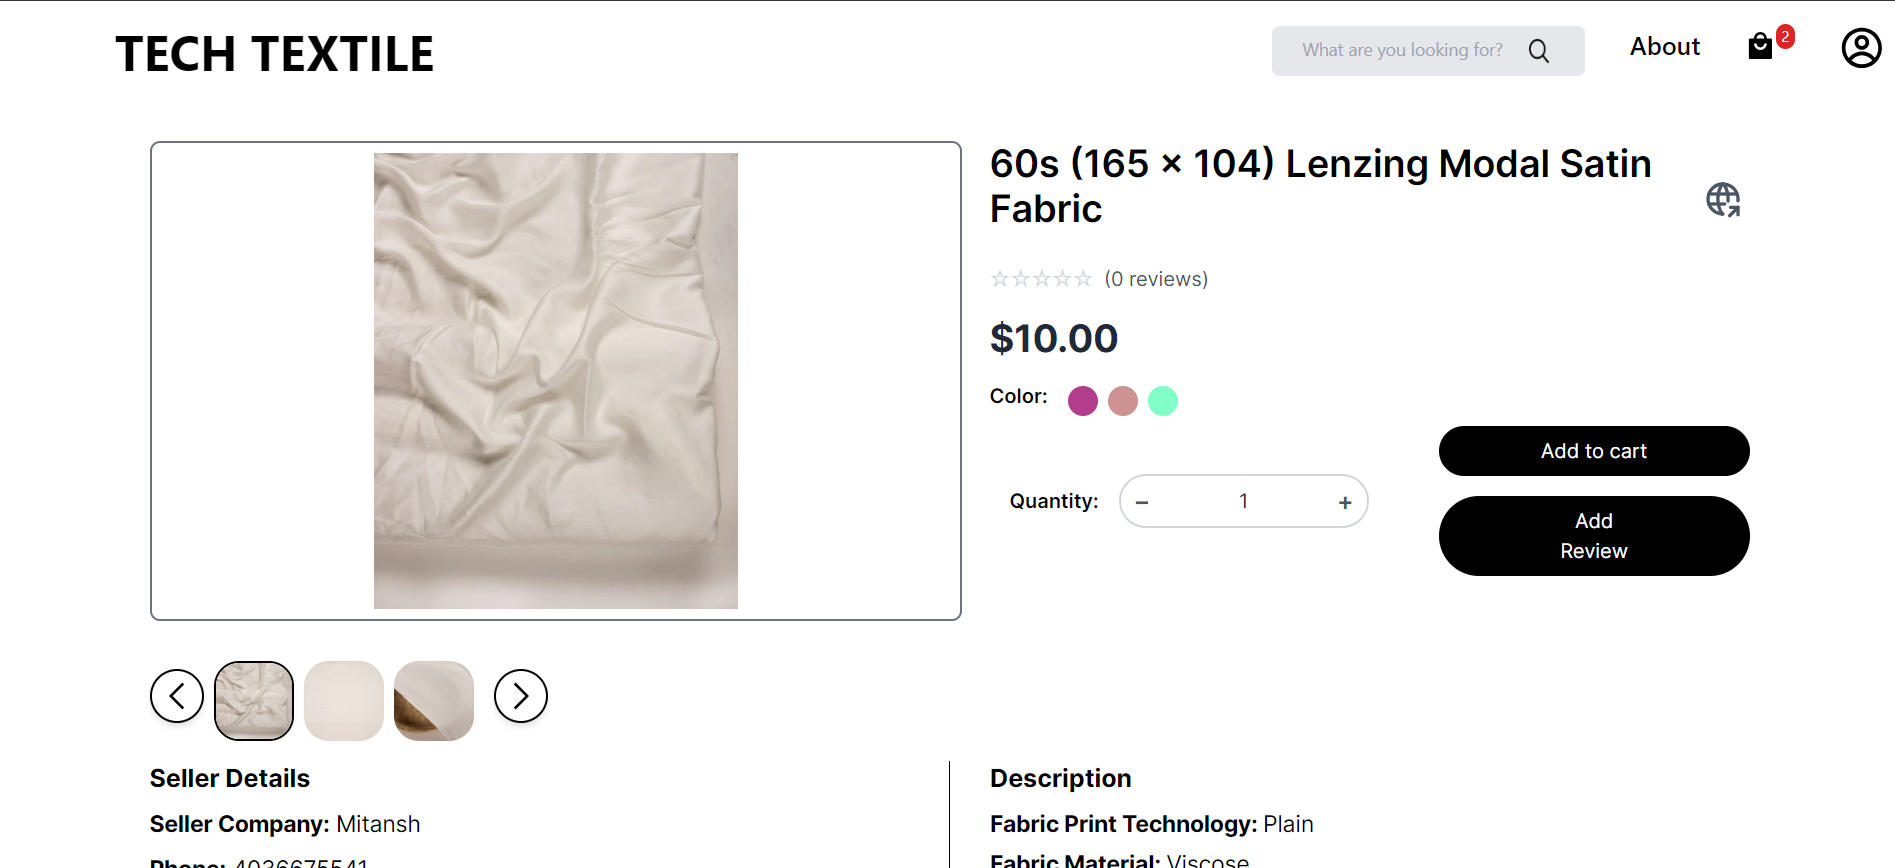 TECH TEXTILE
What are you looking for?
About
2
60s (165 × 104) Lenzing Modal Satin
Fabric
(0 reviews)
$10.00
Color:
Add to cart
Quantity:
−
1
+
Add
Review
Seller Details
Seller Company: Mitansh
Phone: 4036675541
Description
Fabric Print Technology: Plain
Fabric Material: Viscose